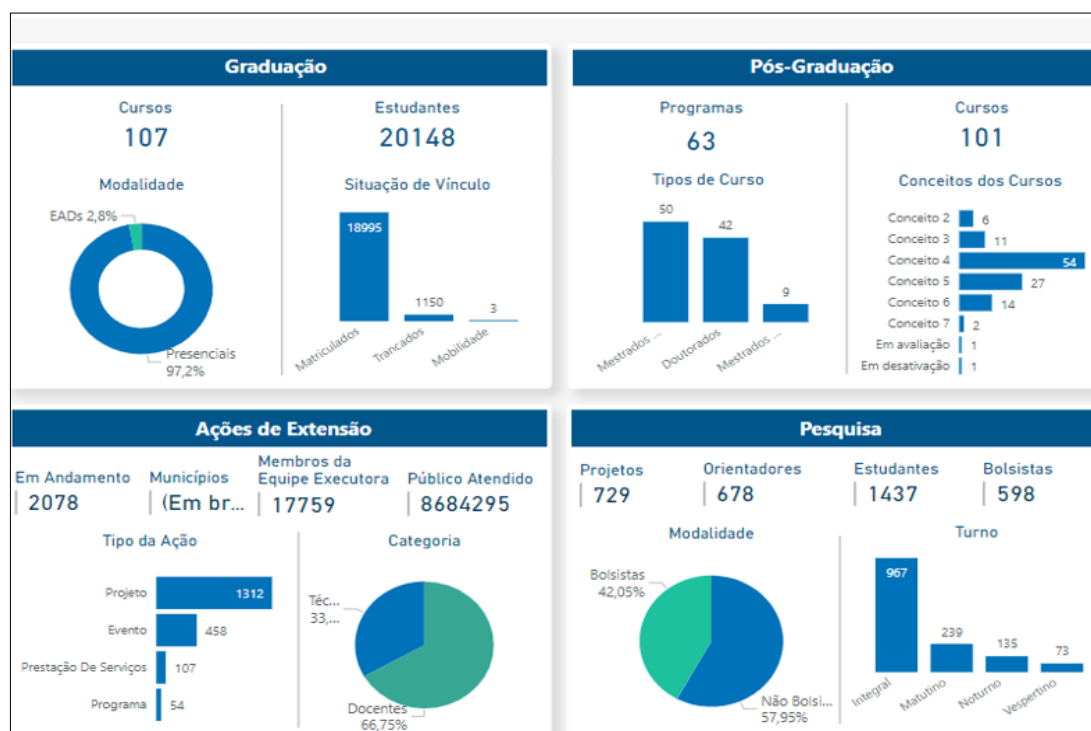 Graduação
Cursos
107
Estudantes
20148
Modalidade
EADs 2,8%
Presenciais
97,2%
Situação de Vínculo
18995
1150
3
Matriculados
Trancados
Mobilidade
Pós-Graduação
Programas
63
Cursos
101
Tipos de Curso
50
42
9
Mestrados ...
Doutorados
Mestrados ...
Conceitos dos Cursos
Conceito 2 6
Conceito 3 11
Conceito 4 54
Conceito 5 27
Conceito 6 14
Conceito 7 2
Em avaliação 1
Em desativação 1
Ações de Extensão
Em Andamento
2078
Municípios
(Em br...
Membros da
Equipe Executora
17759
Público Atendido
8684295
Tipo da Ação
Projeto 1312
Evento 458
Prestação De Serviços 107
Programa 54
Categoria
Téc...
33,...
Docentes
66,75%
Pesquisa
Projetos
729
Orientadores
678
Estudantes
1437
Bolsistas
598
Modalidade
Bolsistas
42,05%
Não Bolsi...
57,95%
Turno
967
239
135
73
Integral
Matutino
Noturno
Vespertino